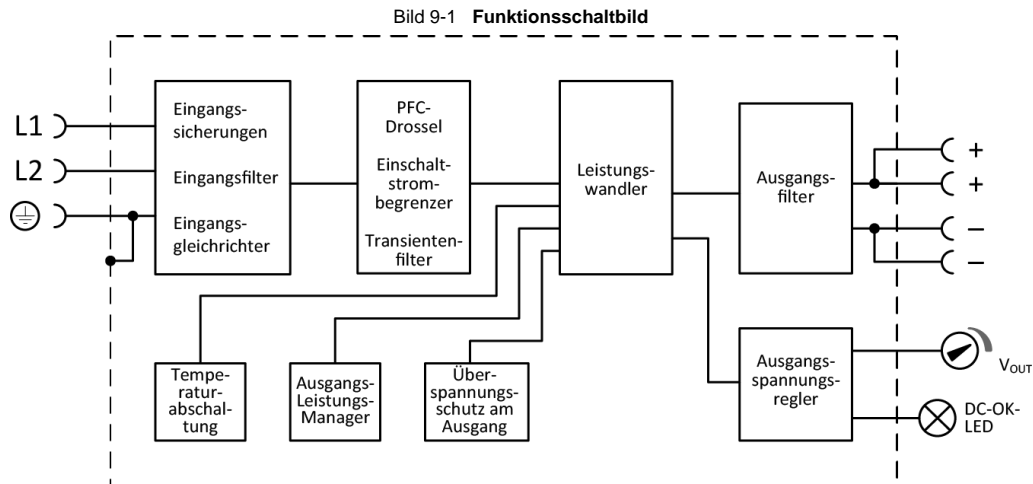 Bild 9-1 Funktionsschaltbild
L1
L2
Eingangs-
sicherungen
Eingangsfilter
Eingangs-
gleichrichter
PFC-
Drossel
Einschalt-
strom-
begrenzer
Transienten-
filter
Leistungs-
wandler
Ausgangs-
filter
+
+
–
–
Tempe-
ratur-
abschal-
tung
Ausgangs-
Leistungs-
Manager
Über-
spannungs-
schutz am
Ausgang
Ausgangs-
spannungs-
regler
VOUT
DC-OK-
LED